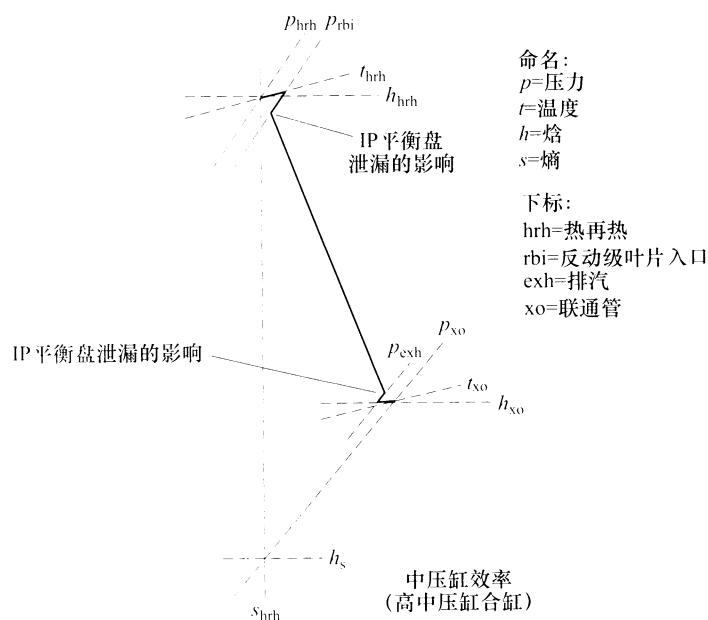 p_hrh p_rbi
t_hrh
h_hrh
IP平衡盘
泄漏的影响
命名：
p=压力
t=温度
h=焓
s=熵
下标：
hrh=热再热
rbi=反动级叶片入口
exh=排汽
xo=联通管
IP平衡盘泄漏的影响
p_exh
p_xo
t_xo
h_xo
h_s
s_hrh
中压缸效率
（高中压缸合缸）